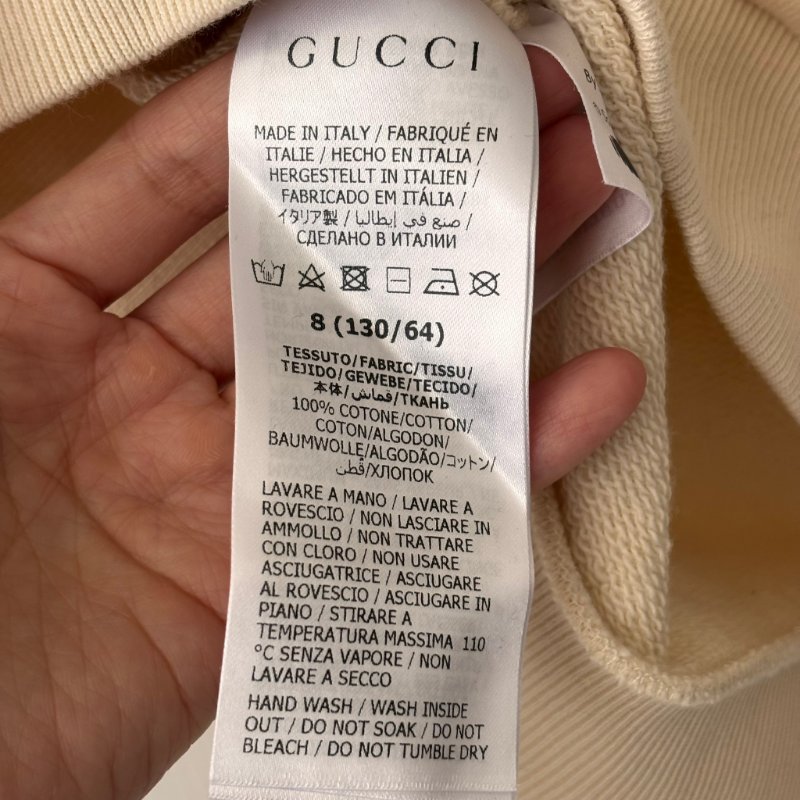 GUCCI
MADE IN ITALY / FABRIQUÉ EN
ITALIE / HECHO EN ITALIA /
HERGESTELLT IN ITALIEN /
FABRICADO EM ITÁLIA /
イタリア製 / صنع في إيطاليا /
СДЕЛАНО В ИТАЛИИ
8 (130/64)
TESSUTO/FABRIC/TISSU/
TEJIDO/GEWEBE/TECIDO/
本体/قماش/ТКАНЬ
100% COTONE/COTTON/
COTON/ALGODON/
BAUMWOLLE/ALGODÃO/コットン/
قطن/ХЛОПОК
LAVARE A MANO / LAVARE A
ROVESCIO / NON LASCIARE IN
AMMOLLO / NON TRATTARE
CON CLORO / NON USARE
ASCIUGATRICE / ASCIUGARE
AL ROVESCIO / ASCIUGARE IN
PIANO / STIRARE A
TEMPERATURA MASSIMA 110
°C SENZA VAPORE / NON
LAVARE A SECCO
HAND WASH / WASH INSIDE
OUT / DO NOT SOAK / DO NOT
BLEACH / DO NOT TUMBLE DRY